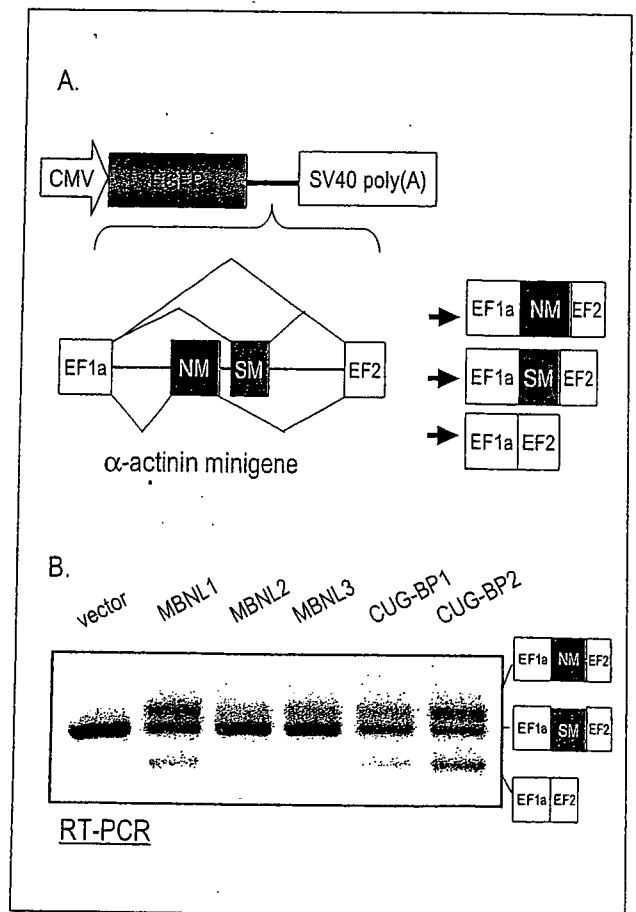 A.
CMV
EGFP
SV40 poly(A)
EF1a NM SM EF2
EF1a NM EF2
EF1a SM EF2
EF1a EF2
α-actinin minigene
B.
vector MBNL1 MBNL2 MBNL3 CUG-BP1 CUG-BP2
EF1a NM EF2
EF1a SM EF2
EF1a EF2
RT-PCR